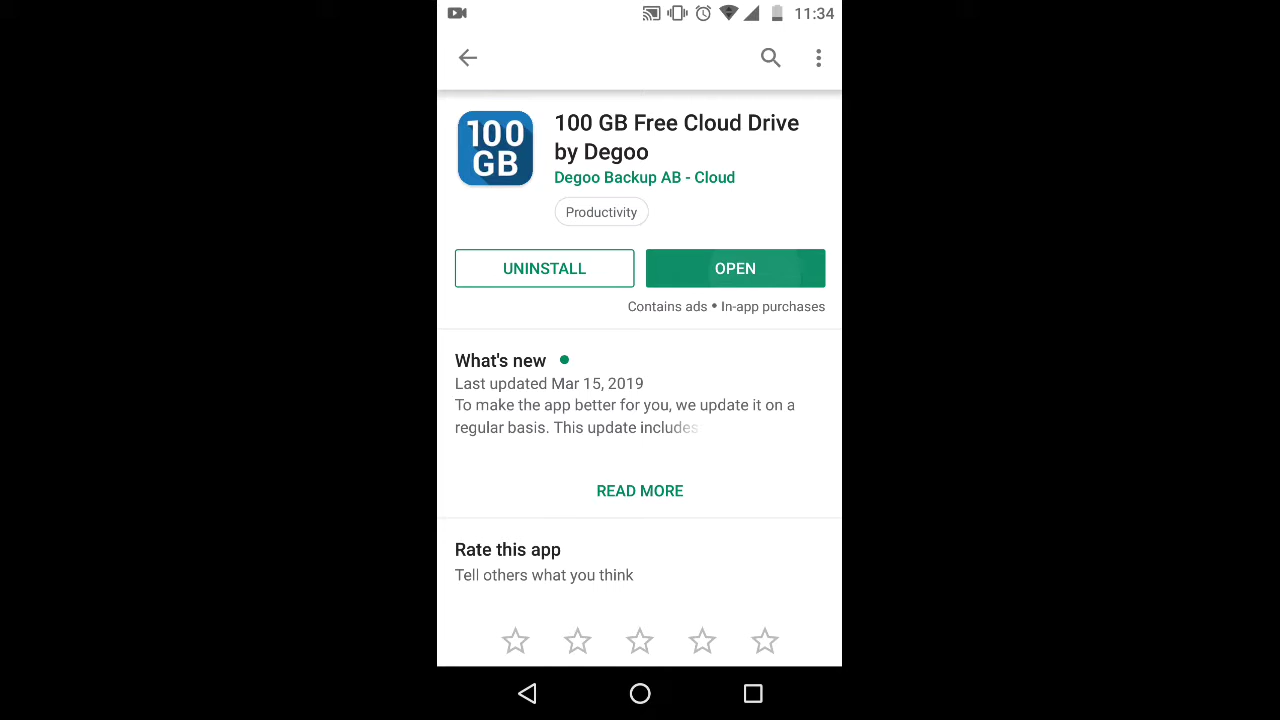 11:34
100
GB
100 GB Free Cloud Drive
by Degoo
Degoo Backup AB - Cloud
Productivity
UNINSTALL
OPEN
Contains ads • In-app purchases
What's new
Last updated Mar 15, 2019
To make the app better for you, we update it on a
regular basis. This update includes
READ MORE
Rate this app
Tell others what you think